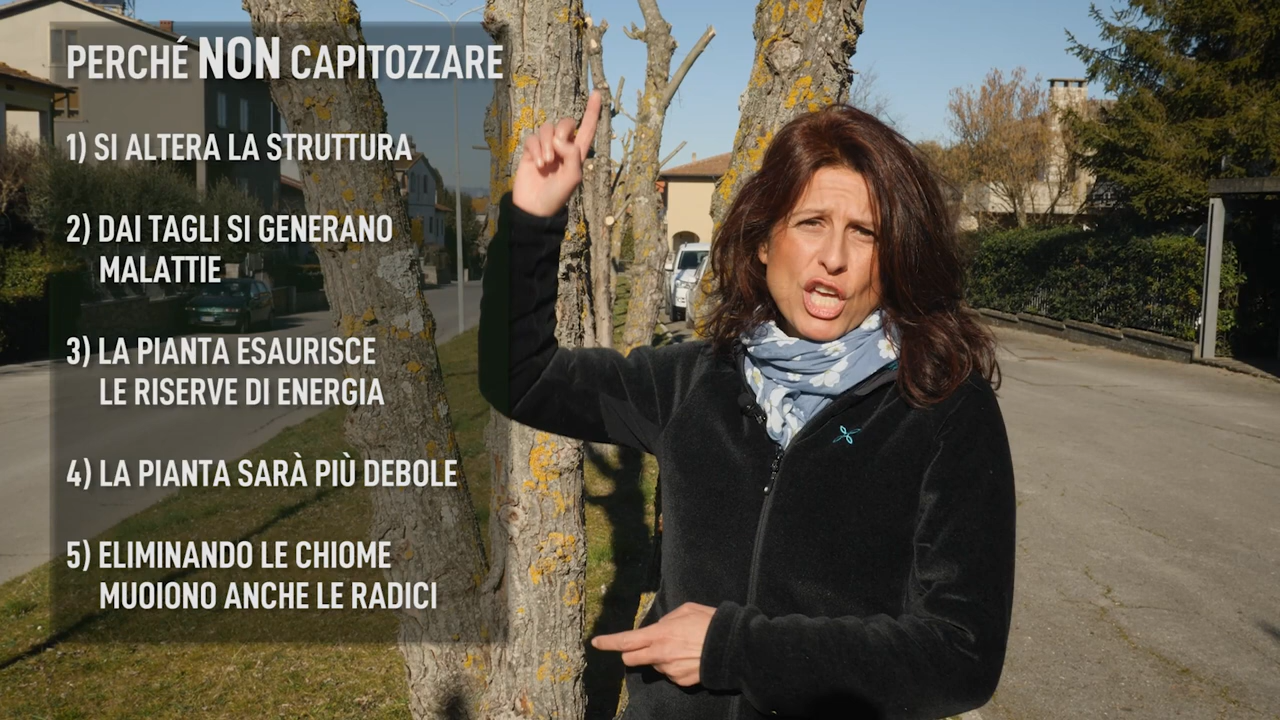 PERCHÉ NON CAPITOZZARE
1) SI ALTERA LA STRUTTURA
2) DAI TAGLI SI GENERANO
MALATTIE
3) LA PIANTA ESAURISCE
LE RISERVE DI ENERGIA
4) LA PIANTA SARÀ PIÙ DEBOLE
5) ELIMINANDO LE CHIOME
MUOIONO ANCHE LE RADICI